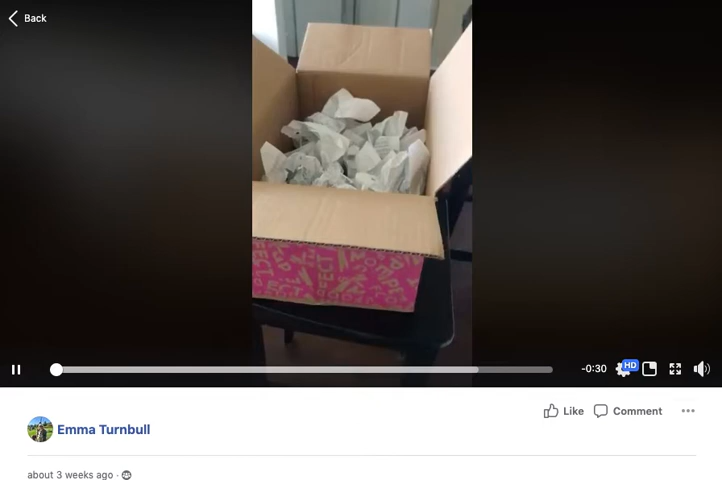 Back
-0:30
HD
Like
Comment
Emma Turnbull
about 3 weeks ago ·